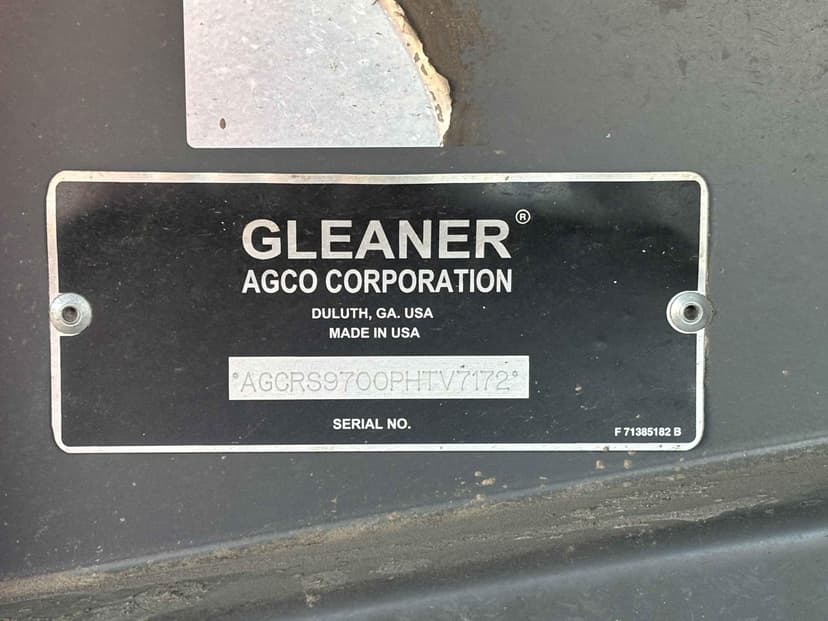 GLEANER®
AGCO CORPORATION
DULUTH, GA. USA
MADE IN USA
*AGCRS9700PHTV7172*
SERIAL NO.
F 71385182 B